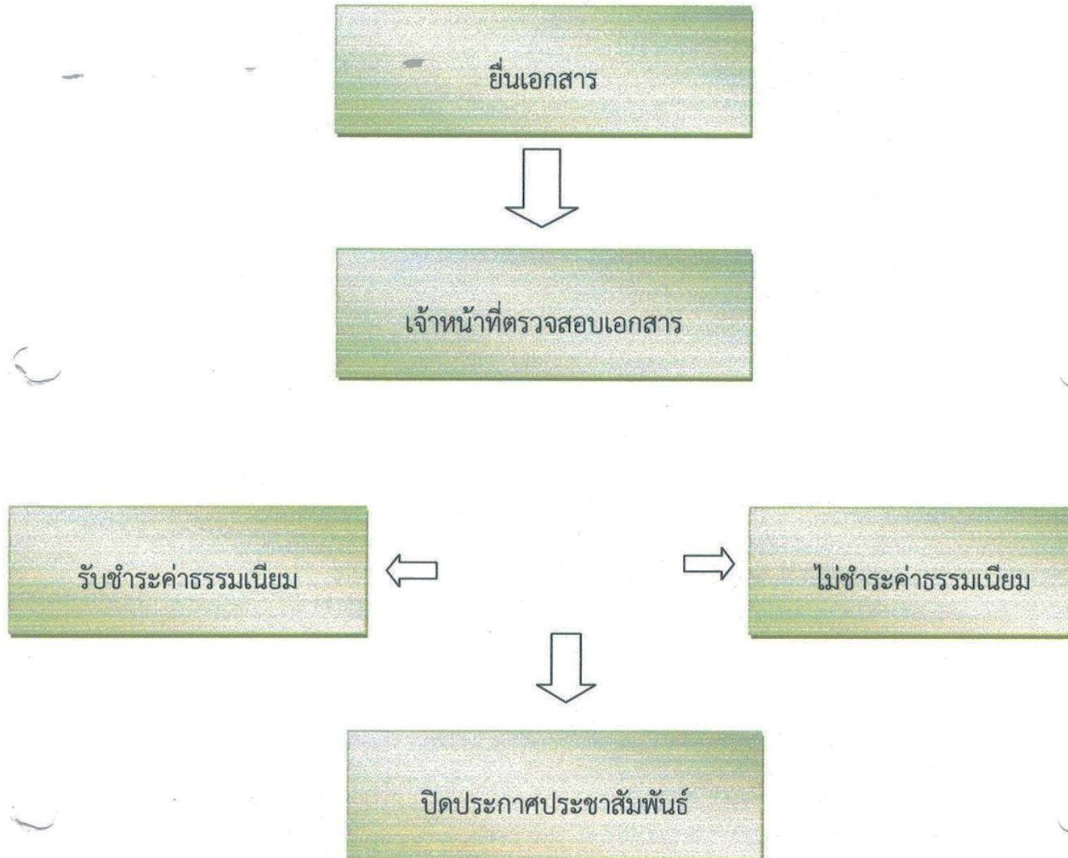 ยื่นเอกสาร
เจ้าหน้าที่ตรวจสอบเอกสาร
รับชำระค่าธรรมเนียม
ไม่ชำระค่าธรรมเนียม
ปิดประกาศประชาสัมพันธ์